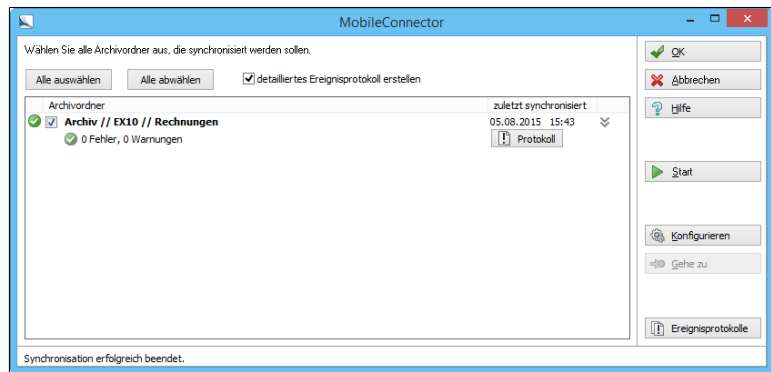 MobileConnector
Wählen Sie alle Archivordner aus, die synchronisiert werden sollen.
Alle auswählen
Alle abwählen
detailliertes Ereignisprotokoll erstellen
Archivordner
zuletzt synchronisiert
Archiv // EX10 // Rechnungen
05.08.2015 15:43
0 Fehler, 0 Warnungen
Protokoll
OK
Abbrechen
Hilfe
Start
Konfigurieren
Gehe zu
Ereignisprotokolle
Synchronisation erfolgreich beendet.